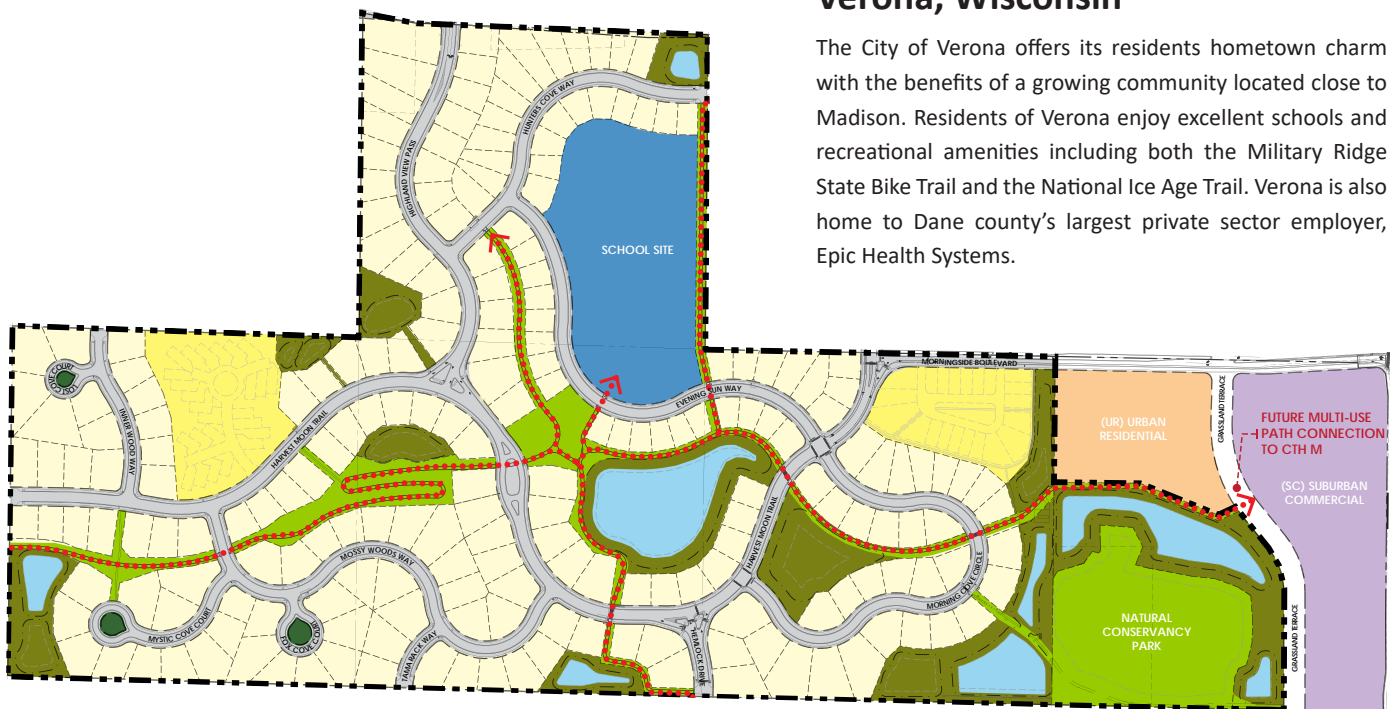 Verona, Wisconsin
The City of Verona offers its residents hometown charm
with the benefits of a growing community located close to
Madison. Residents of Verona enjoy excellent schools and
recreational amenities including both the Military Ridge
State Bike Trail and the National Ice Age Trail. Verona is also
home to Dane county’s largest private sector employer,
Epic Health Systems.
HIGHLAND VIEW PASS
HUNTERS COVE WAY
SCHOOL SITE
MORNINGSIDE BOULEVARD
EVENING SUN WAY
GRASSLAND TERRACE
(UR) URBAN
RESIDENTIAL
FUTURE MULTI-USE
PATH CONNECTION
TO CTH M
(SC) SUBURBAN
COMMERCIAL
LOST COVE COURT
INNER WOOD WAY
HARVEST MOON TRAIL
HARVEST MOON TRAIL
MOSSY WOODS WAY
MYSTIC COVE COURT
FOX COVE COURT
TAMARACK WAY
HEMLOCK DRIVE
MORNING COVE CIRCLE
NATURAL
CONSERVANCY
PARK
GRASSLAND TERRACE